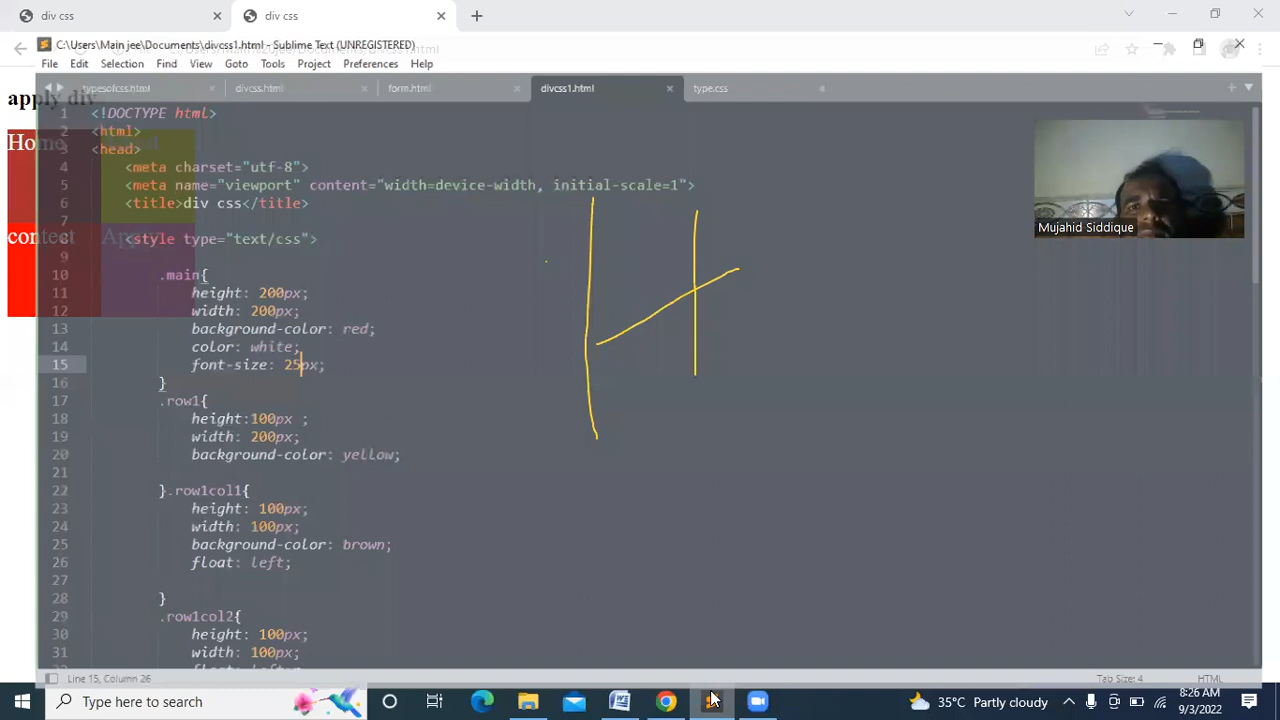 div css
div css
C:\Users\Main jee\Documents\divcss1.html - Sublime Text (UNREGISTERED)
File Edit Selection Find View Goto Tools Project Preferences Help
typesofcss.html divcss.html form.html divcss1.html type.css
apply div
Home
content
1 <!DOCTYPE html>
2 <html>
3 <head>
4 <meta charset="utf-8">
5 <meta name="viewport" content="width=device-width, initial-scale=1">
6 <title>div css</title>
7
8 <style type="text/css">
9
10 .main{
11 height: 200px;
12 width: 200px;
13 background-color: red;
14 color: white;
15 font-size: 25px;
16 }
17 .row1{
18 height:100px ;
19 width: 200px;
20 background-color: yellow;
21
22 }.row1col1{
23 height: 100px;
24 width: 100px;
25 background-color: brown;
26 float: left;
27
28 }
29 .row1col2{
30 height: 100px;
31 width: 100px;
Mujahid Siddique
H
Line 15, Column 26
Tab Size: 4 HTML
Type here to search
35°C Partly cloudy
8:26 AM
9/3/2022